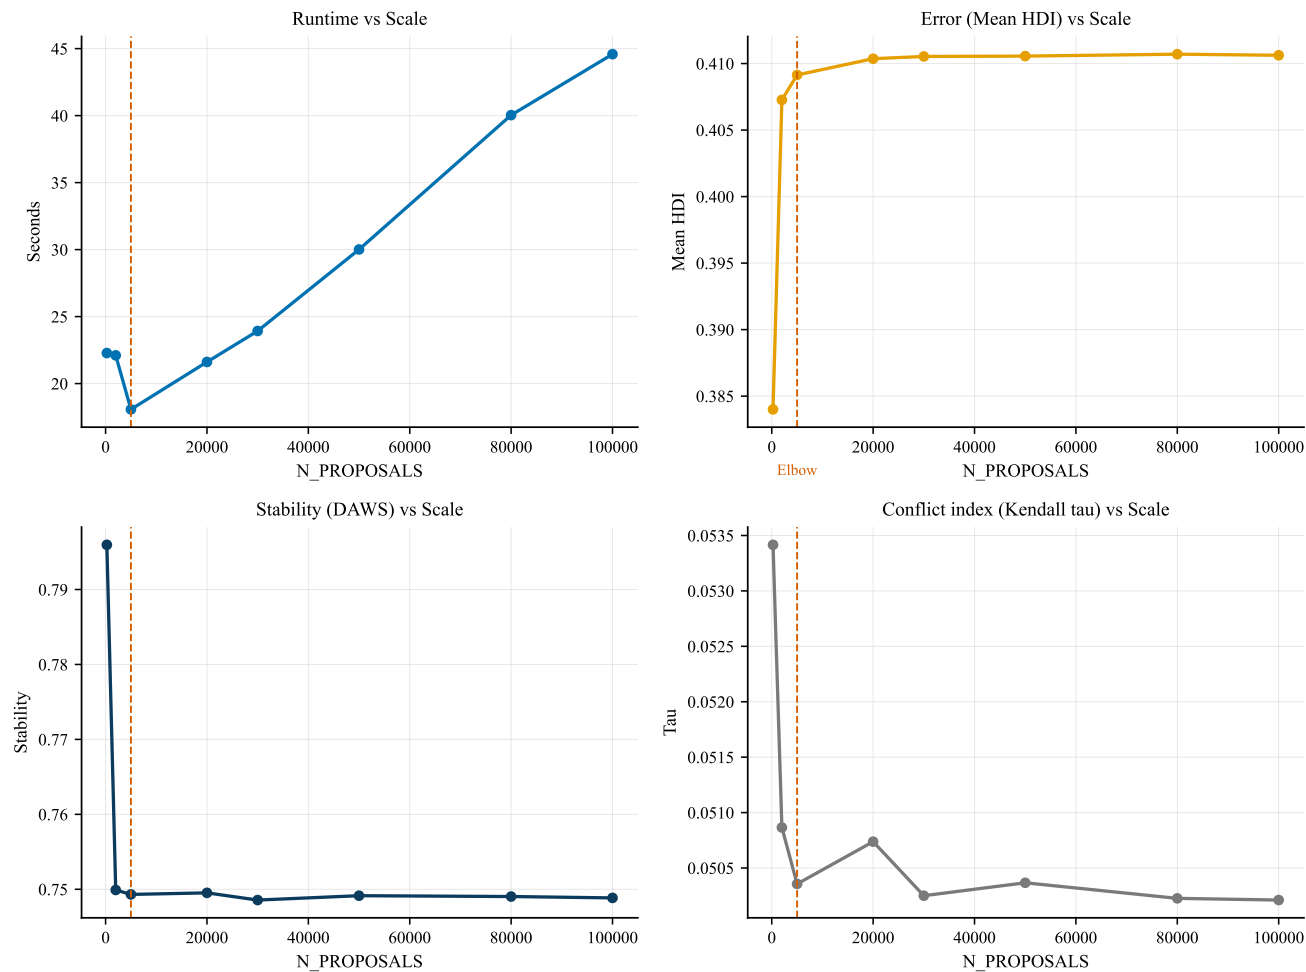 Runtime vs Scale
45
40
35
30
25
20
Seconds
0 20000 40000 60000 80000 100000
N_PROPOSALS
Error (Mean HDI) vs Scale
0.410
0.405
0.400
0.395
0.390
0.385
Mean HDI
0 20000 40000 60000 80000 100000
Elbow
N_PROPOSALS
Stability (DAWS) vs Scale
0.79
0.78
0.77
0.76
0.75
Stability
0 20000 40000 60000 80000 100000
N_PROPOSALS
Conflict index (Kendall tau) vs Scale
0.0535
0.0530
0.0525
0.0520
0.0515
0.0510
0.0505
Tau
0 20000 40000 60000 80000 100000
N_PROPOSALS